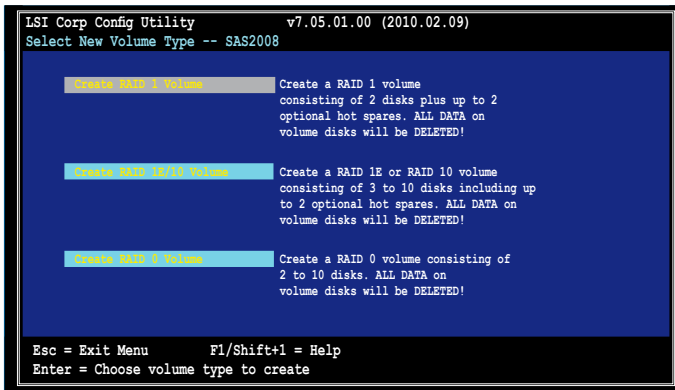 LSI Corp Config Utility v7.05.01.00 (2010.02.09)
Select New Volume Type -- SAS2008
Create RAID 1 Volume Create a RAID 1 volume
consisting of 2 disks plus up to 2
optional hot spares. ALL DATA on
volume disks will be DELETED!
Create RAID 1E/10 Volume Create a RAID 1E or RAID 10 volume
consisting of 3 to 10 disks including up
to 2 optional hot spares. ALL DATA on
volume disks will be DELETED!
Create RAID 0 Volume Create a RAID 0 volume consisting of
2 to 10 disks. ALL DATA on
volume disks will be DELETED!
Esc = Exit Menu F1/Shift+1 = Help
Enter = Choose volume type to create